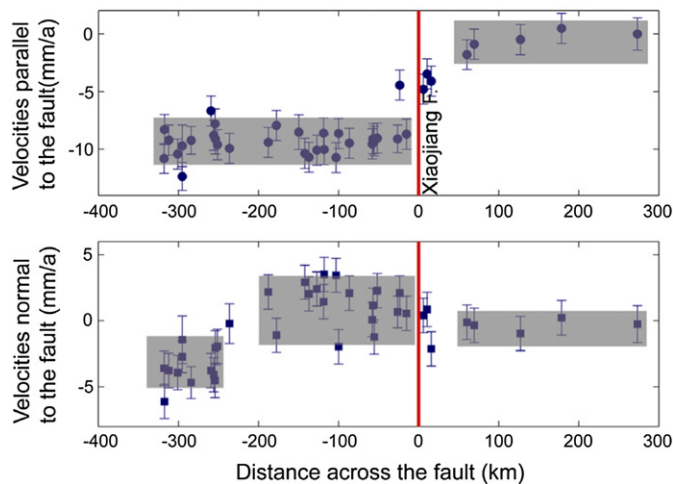 Velocities parallel
to the fault(mm/a)
0
-5
-10
Xiaojiang F.
-400 -300 -200 -100 0 100 200 300
Velocities normal
to the fault (mm/a)
5
0
-5
-400 -300 -200 -100 0 100 200 300
Distance across the fault (km)